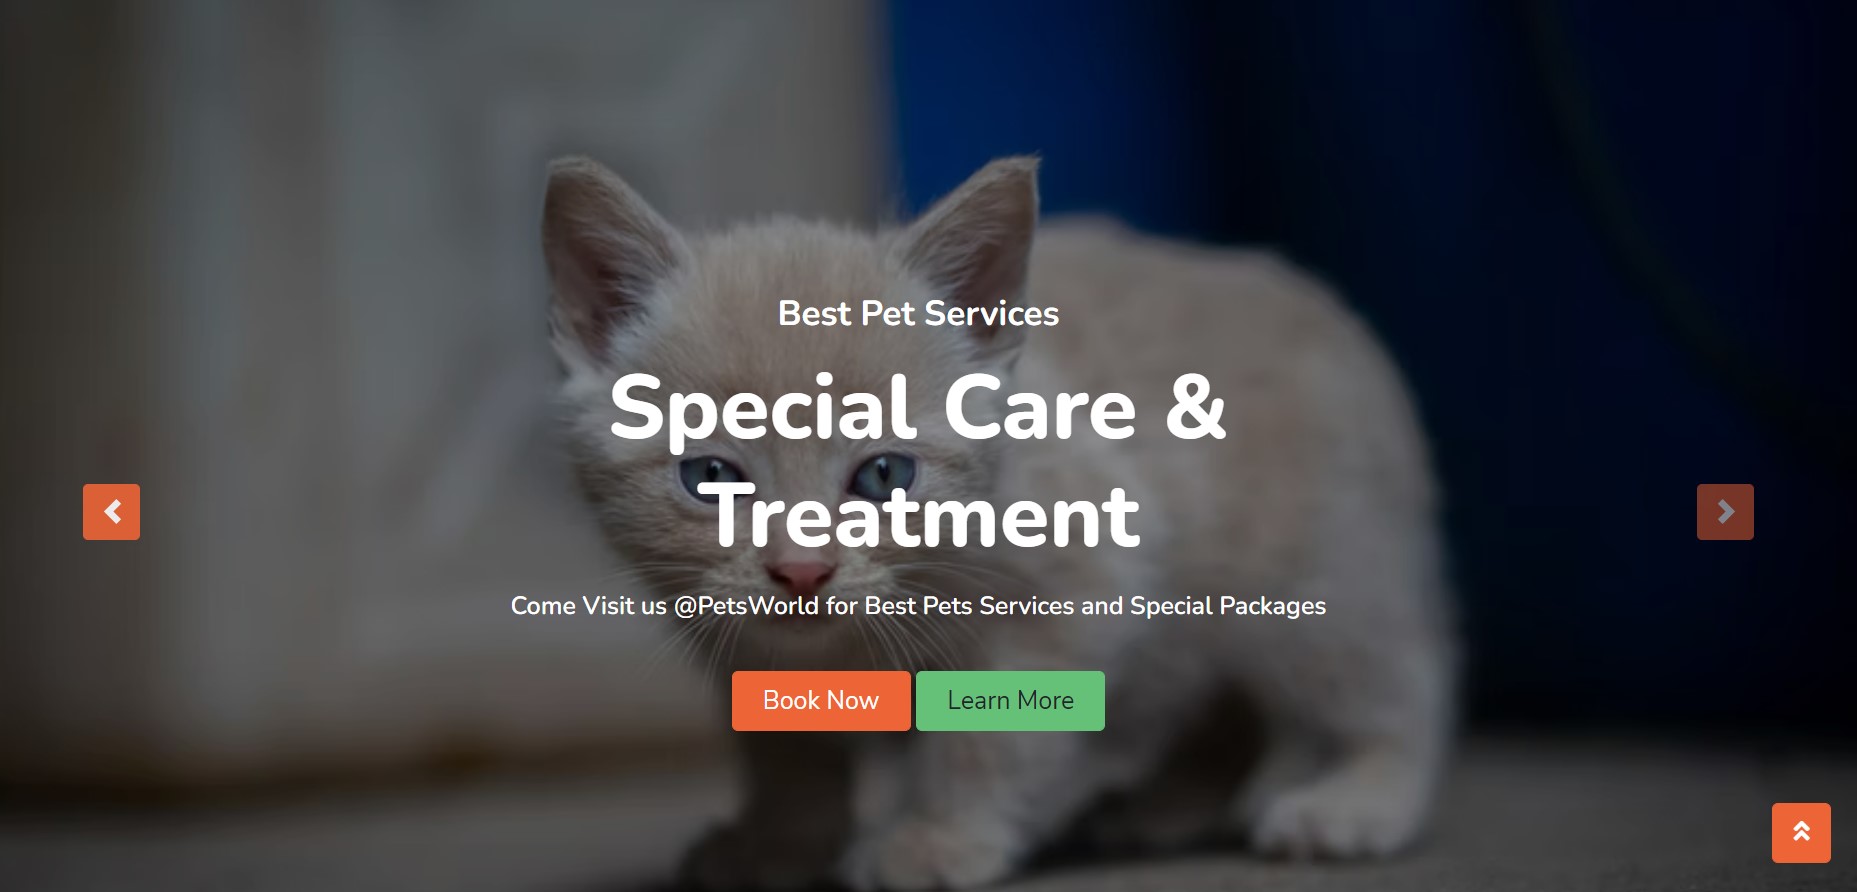 Best Pet Services
Special Care &
Treatment
Come Visit us @PetsWorld for Best Pets Services and Special Packages
Book Now
Learn More